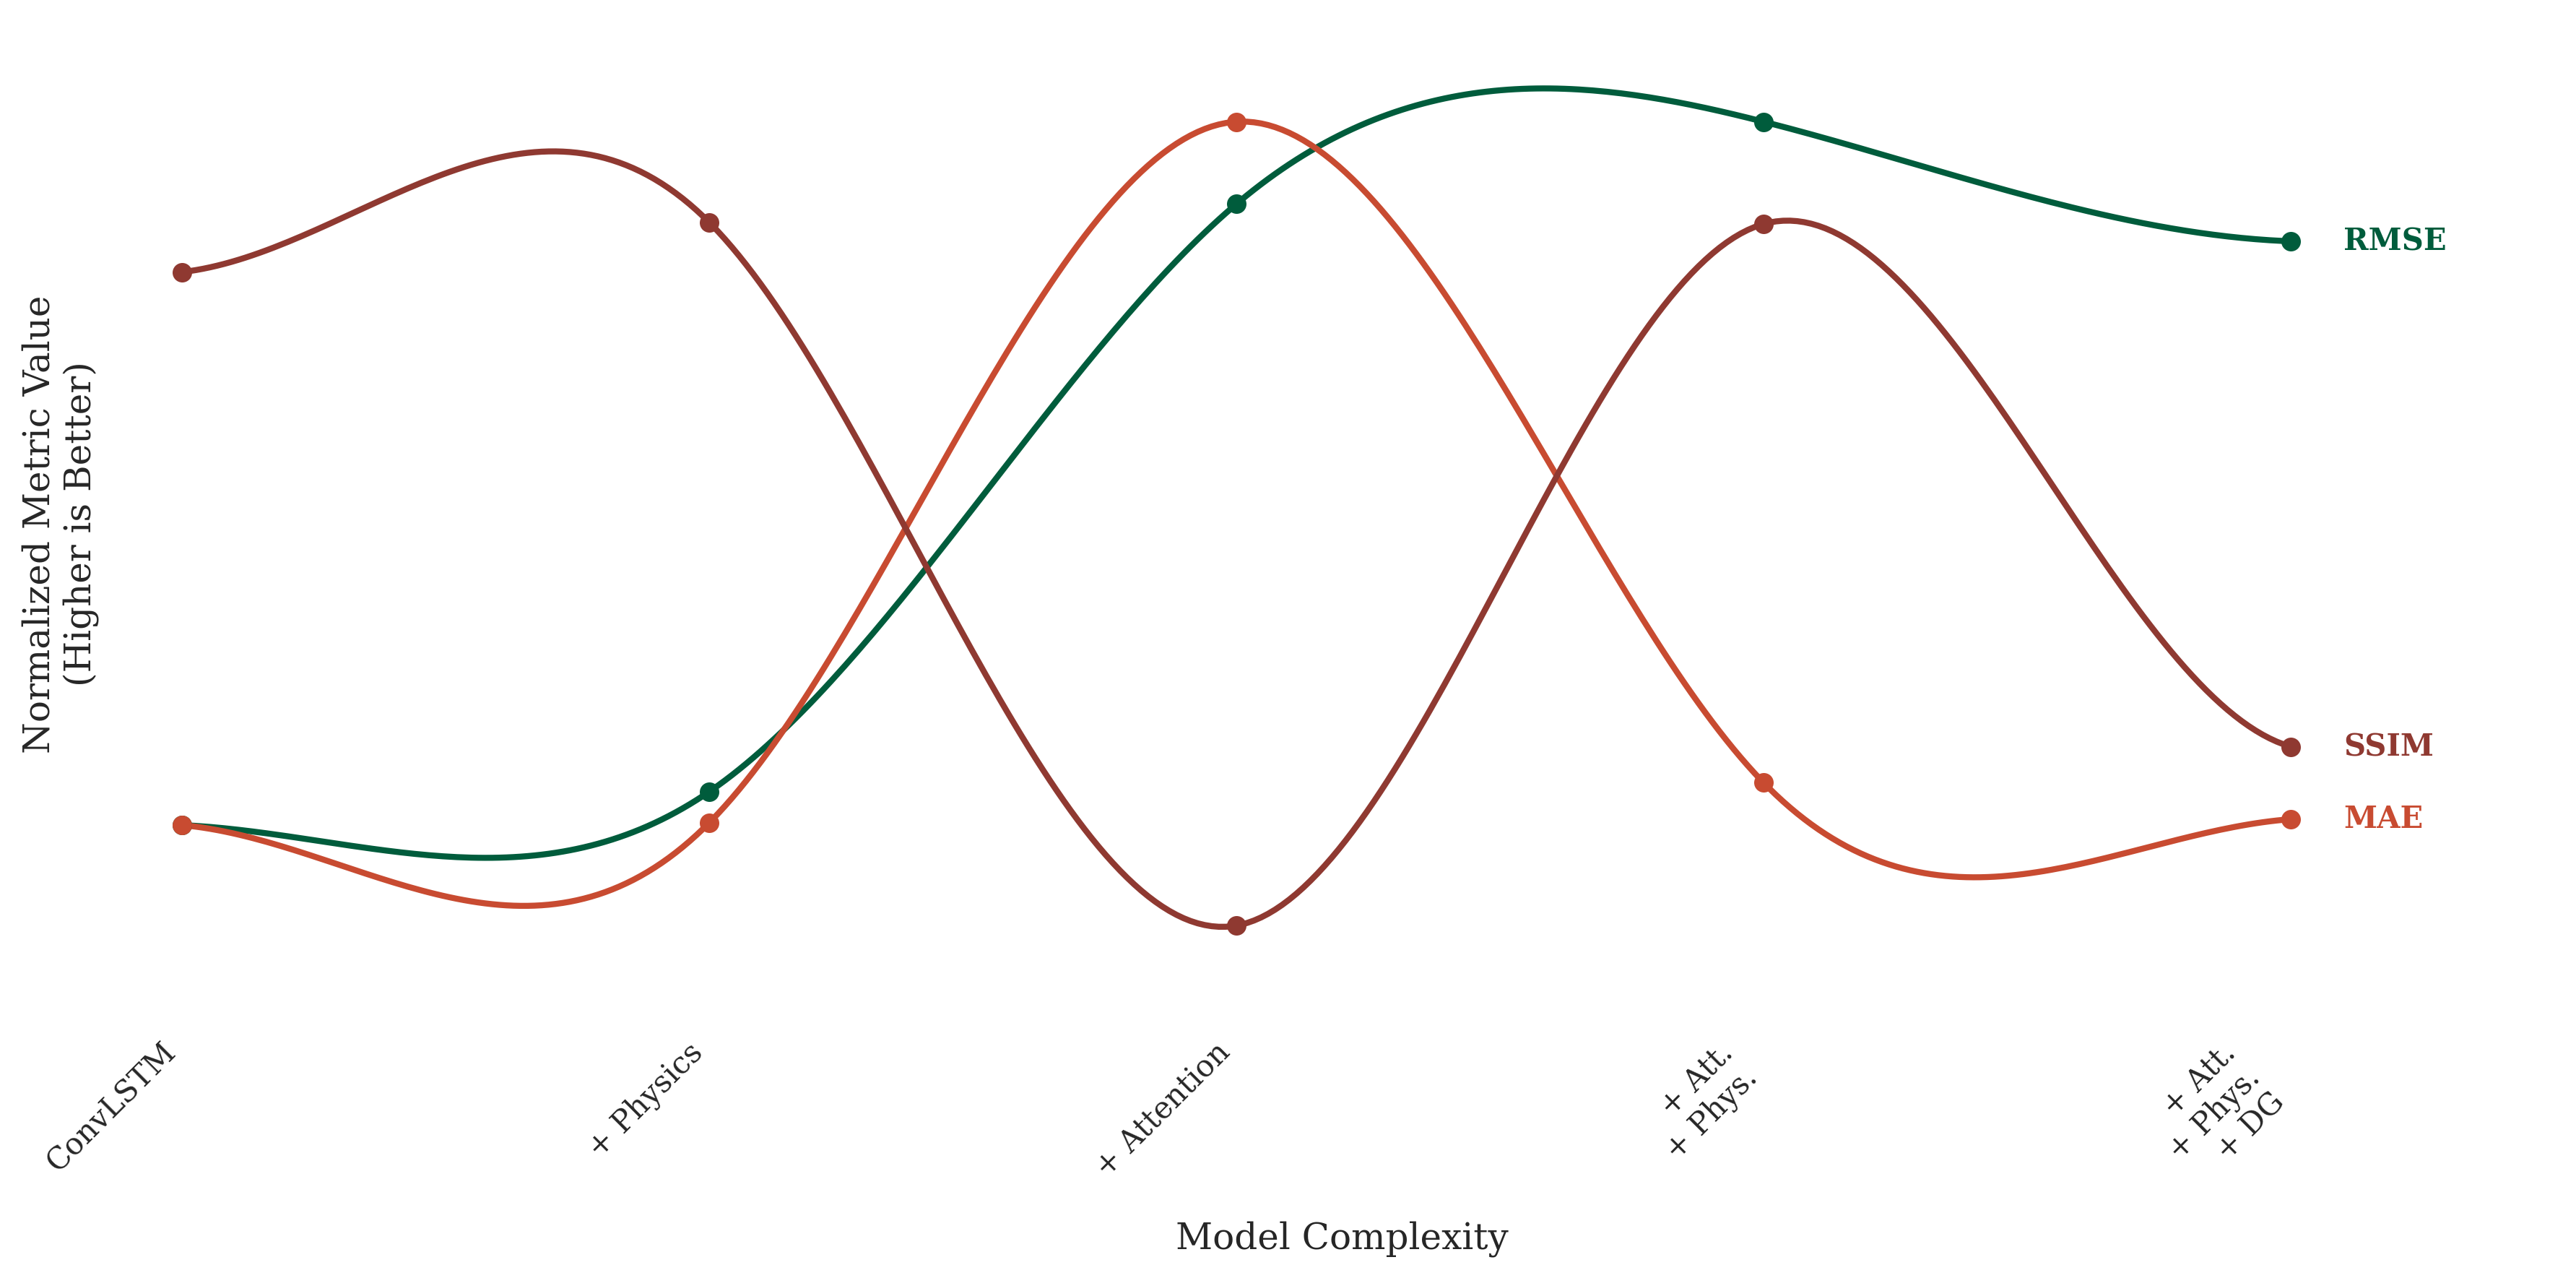 Normalized Metric Value
(Higher is Better)
RMSE
SSIM
MAE
ConvLSTM
+ Physics
+ Attention
+ Att.
+ Phys.
+ Att.
+ Phys.
+ DG
Model Complexity